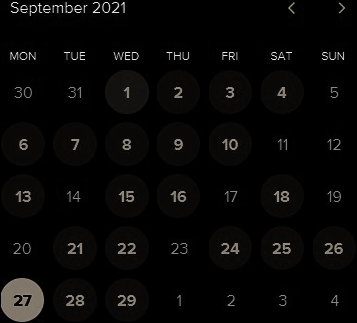 September 2021
MON TUE WED THU FRI SAT SUN
30 31 1 2 3 4 5
6 7 8 9 10 11 12
13 14 15 16 17 18 19
20 21 22 23 24 25 26
27 28 29 1 2 3 4